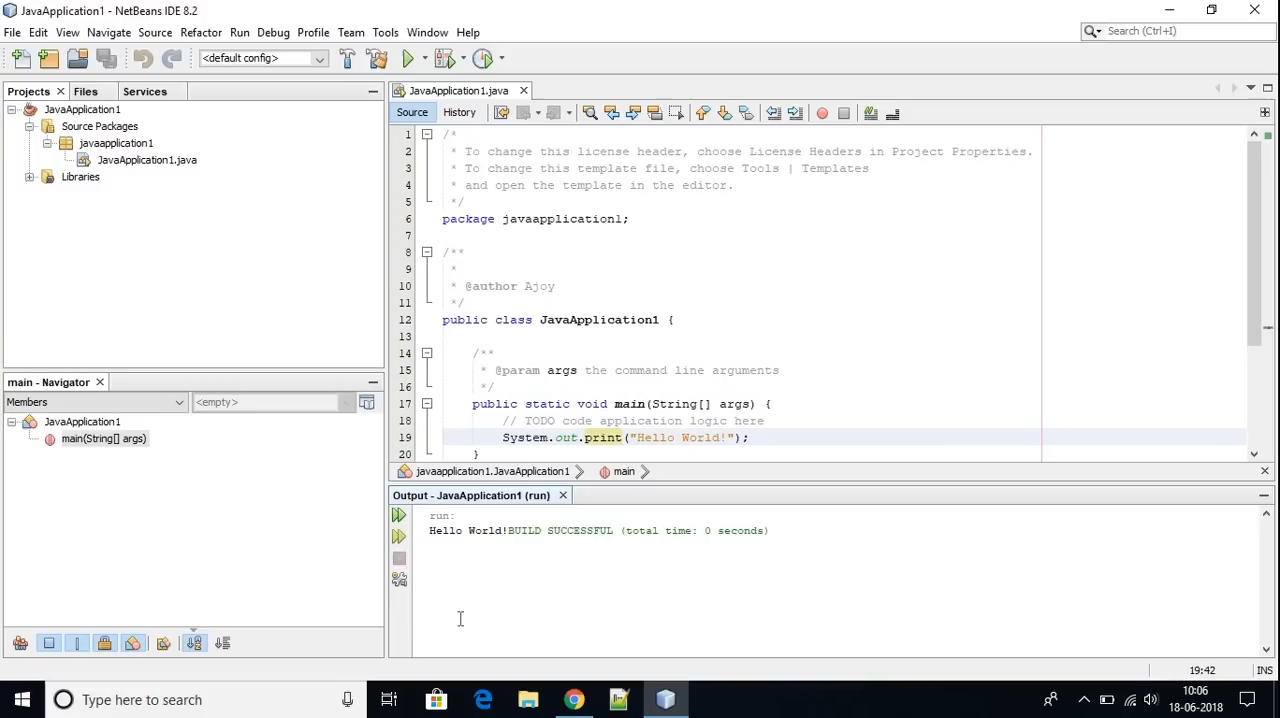 JavaApplication1 - NetBeans IDE 8.2
File Edit View Navigate Source Refactor Run Debug Profile Team Tools Window Help
Search (Ctrl+I)
<default config>
Projects Files Services
JavaApplication1
Source Packages
javaapplication1
JavaApplication1.java
Libraries
main - Navigator
Members <empty>
JavaApplication1
main(String[] args)
JavaApplication1.java
Source History
1 /*
2 * To change this license header, choose License Headers in Project Properties.
3 * To change this template file, choose Tools | Templates
4 * and open the template in the editor.
5 */
6 package javaapplication1;
7
8 /**
9 *
10 * @author Ajoy
11 */
12 public class JavaApplication1 {
13
14 /**
15 * @param args the command line arguments
16 */
17 public static void main(String[] args) {
18 // TODO code application logic here
19 System.out.print("Hello World!");
20 }
javaapplication1.JavaApplication1 main
Output - JavaApplication1 (run)
run:
Hello World!BUILD SUCCESSFUL (total time: 0 seconds)
19:42 INS
Type here to search
10:06
18-06-2018